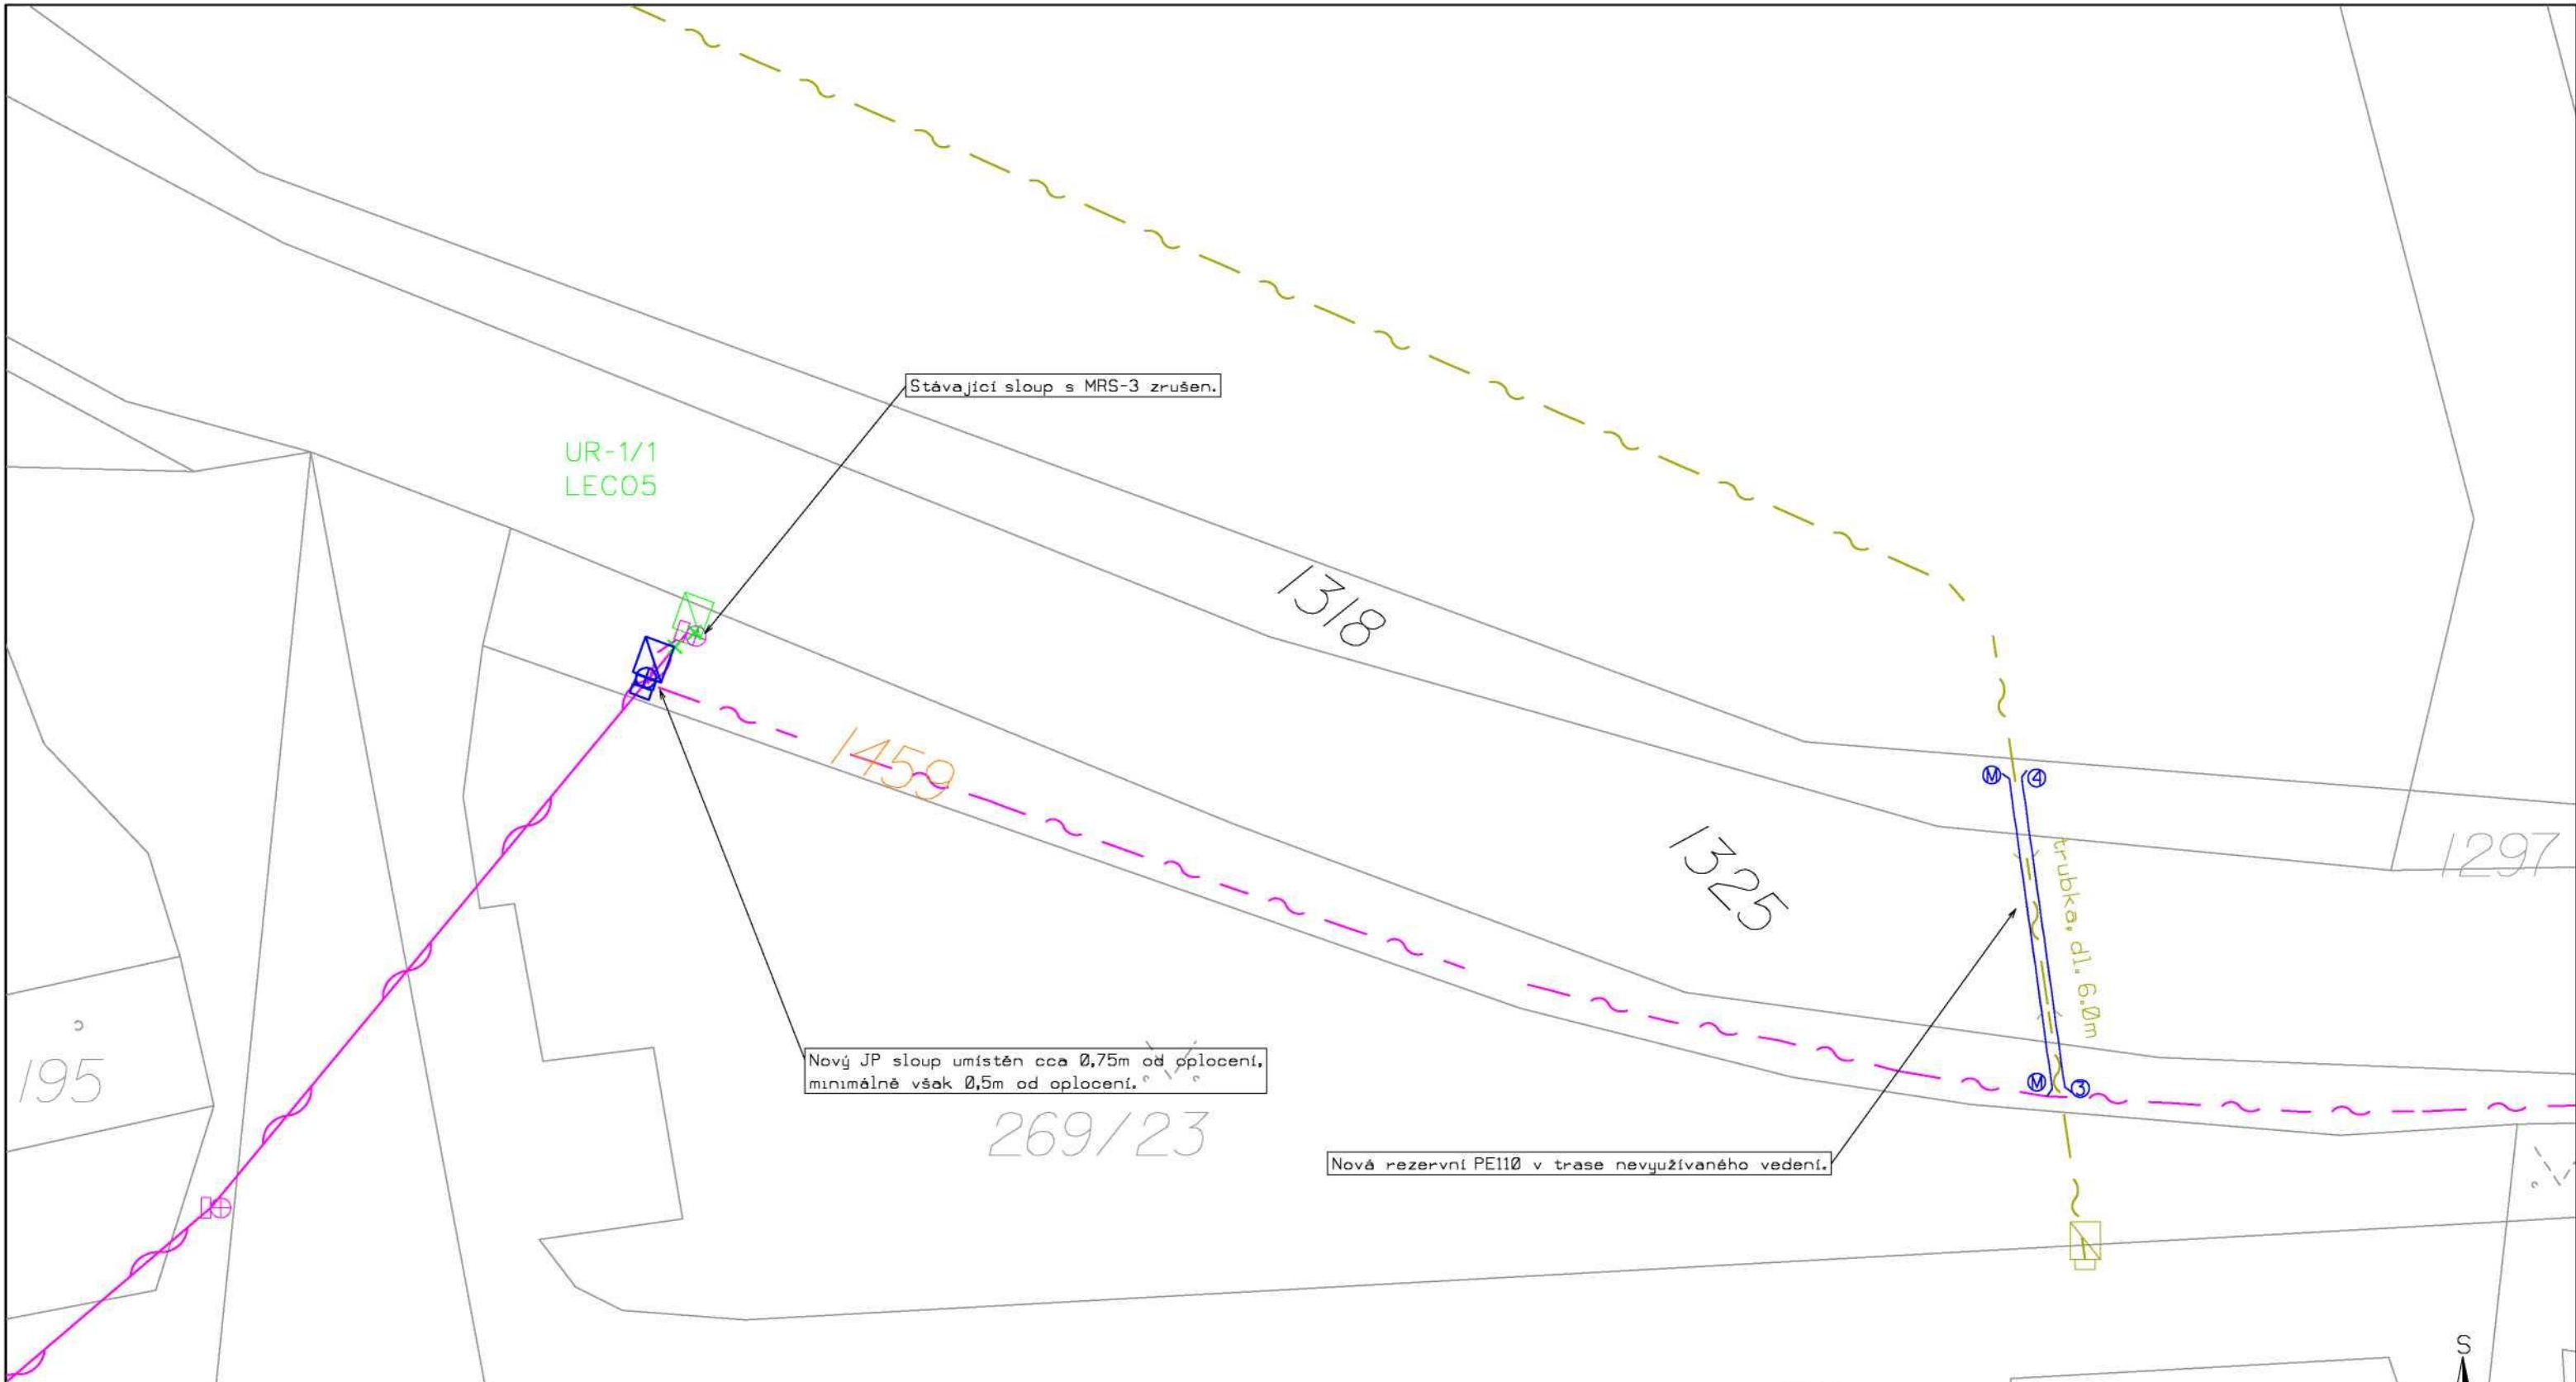 Stávající sloup s MRS-3 zrušen.
UR-1/1
LEC05
1318
1459
M
4
1325
1297
trubka, dl. 6.0m
195
Nový JP sloup umístěn cca 0,75m od oplocení,
minimálně však 0,5m od oplocení.
M
3
269/23
Nová rezervní PE110 v trase nevyužívaného vedení.
S